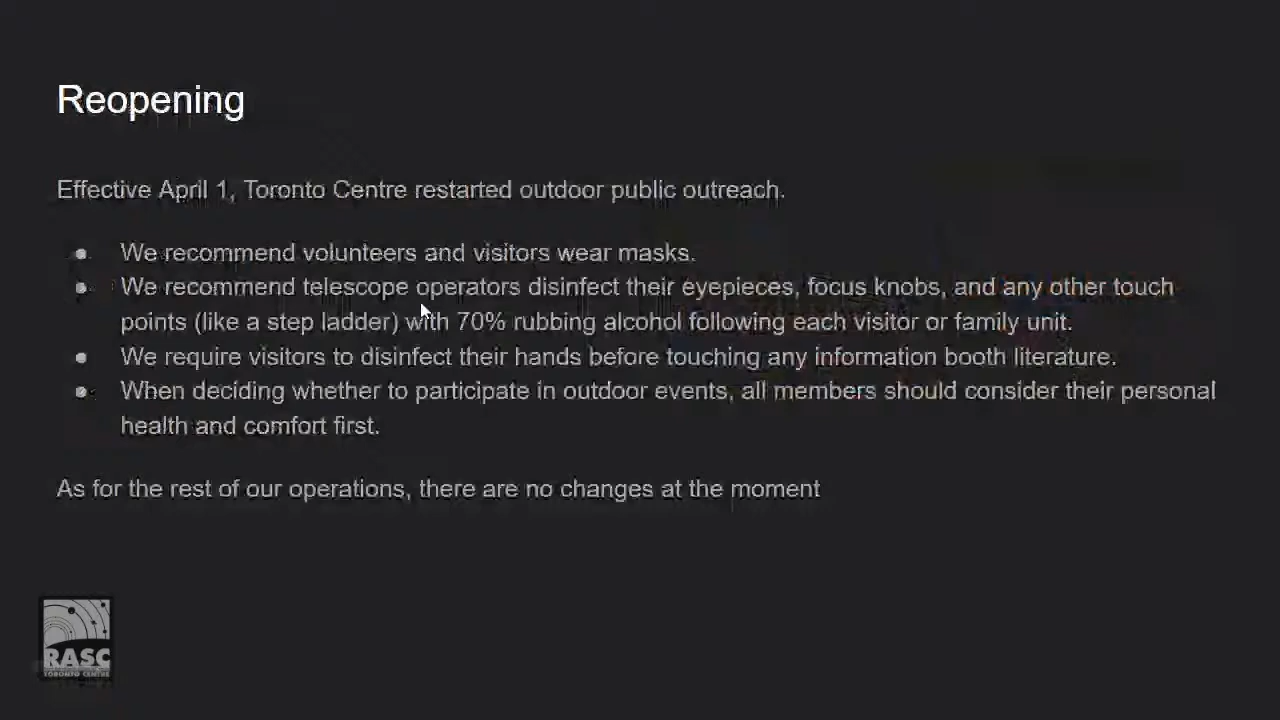 Reopening
Effective April 1, Toronto Centre restarted outdoor public outreach.
● We recommend volunteers and visitors wear masks.
● We recommend telescope operators disinfect their eyepieces, focus knobs, and any other touch
points (like a step ladder) with 70% rubbing alcohol following each visitor or family unit.
● We require visitors to disinfect their hands before touching any information booth literature.
● When deciding whether to participate in outdoor events, all members should consider their personal
health and comfort first.
As for the rest of our operations, there are no changes at the moment
RASC
TORONTO CENTRE